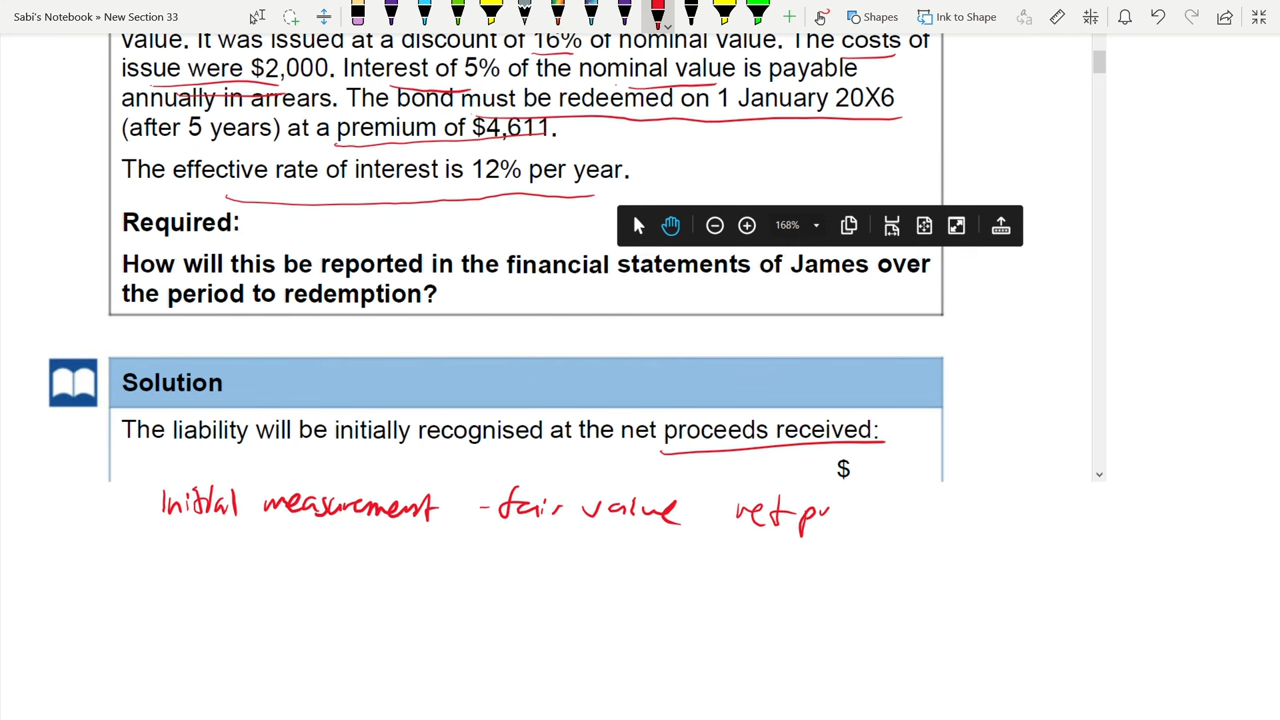 Sabi's Notebook » New Section 33
Shapes
Ink to Shape
value. It was issued at a discount of 16% of nominal value. The costs of
issue were $2,000. Interest of 5% of the nominal value is payable
annually in arrears. The bond must be redeemed on 1 January 20X6
(after 5 years) at a premium of $4,611.
The effective rate of interest is 12% per year.
168%
Required:
How will this be reported in the financial statements of James over
the period to redemption?
Solution
The liability will be initially recognised at the net proceeds received:
$
Initial measurement - fair value net pr